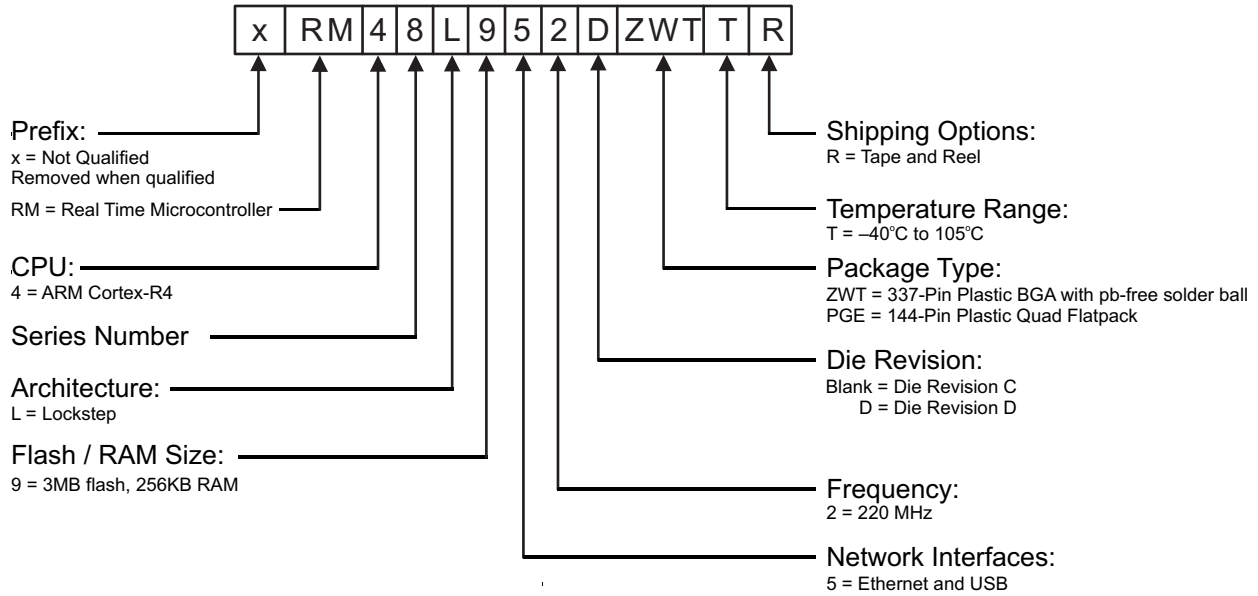 x RM 4 8 L 9 5 2 D ZWT T R
Prefix:
x = Not Qualified
Removed when qualified
RM = Real Time Microcontroller
CPU:
4 = ARM Cortex-R4
Series Number
Architecture:
L = Lockstep
Flash / RAM Size:
9 = 3MB flash, 256KB RAM
Shipping Options:
R = Tape and Reel
Temperature Range:
T = –40°C to 105°C
Package Type:
ZWT = 337-Pin Plastic BGA with pb-free solder ball
PGE = 144-Pin Plastic Quad Flatpack
Die Revision:
Blank = Die Revision C
D = Die Revision D
Frequency:
2 = 220 MHz
Network Interfaces:
5 = Ethernet and USB